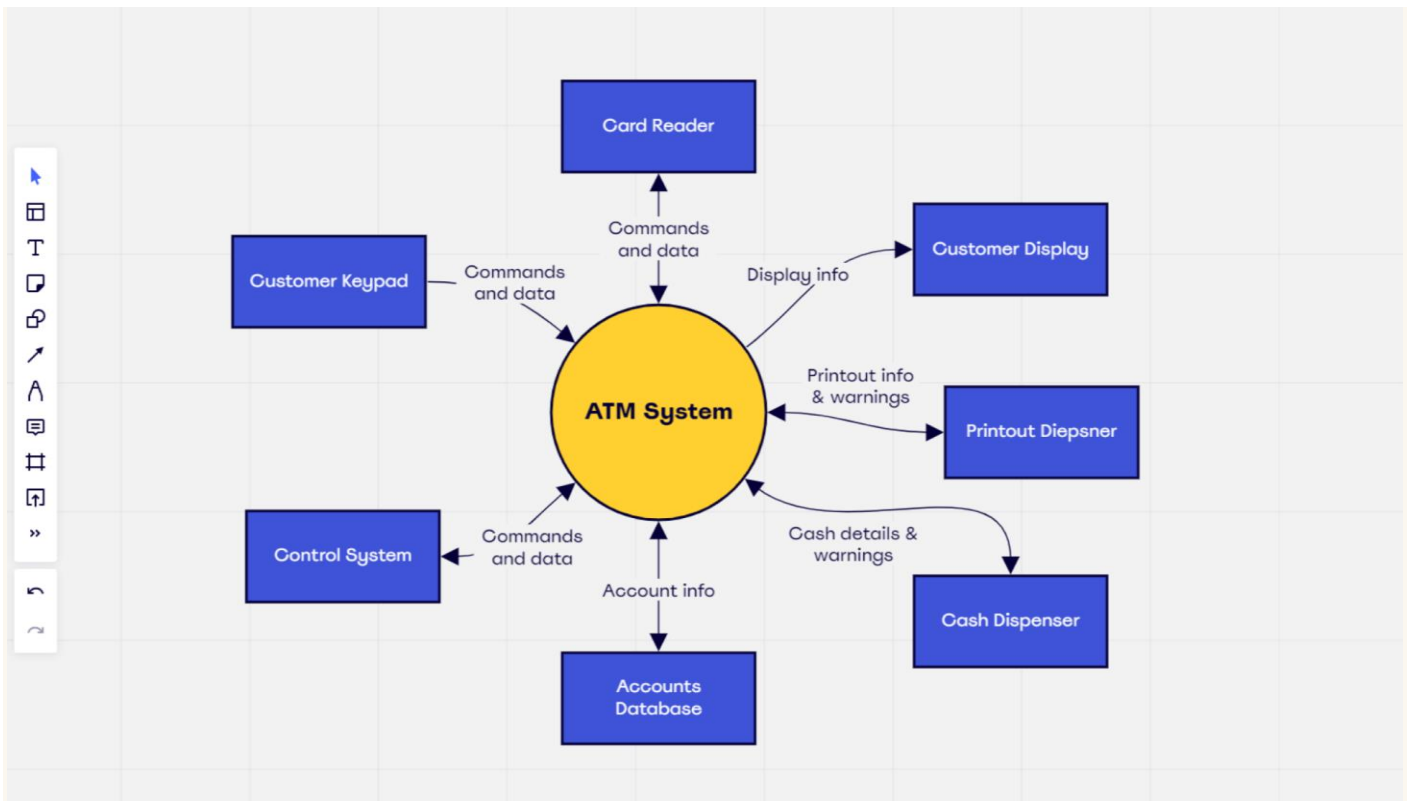 Card Reader
Commands
and data
Customer Display
Display info
Customer Keypad
Commands
and data
Printout info
& warnings
ATM System
Printout Diepsner
Cash details &
warnings
Control System
Commands
and data
Account info
Cash Dispenser
Accounts
Database